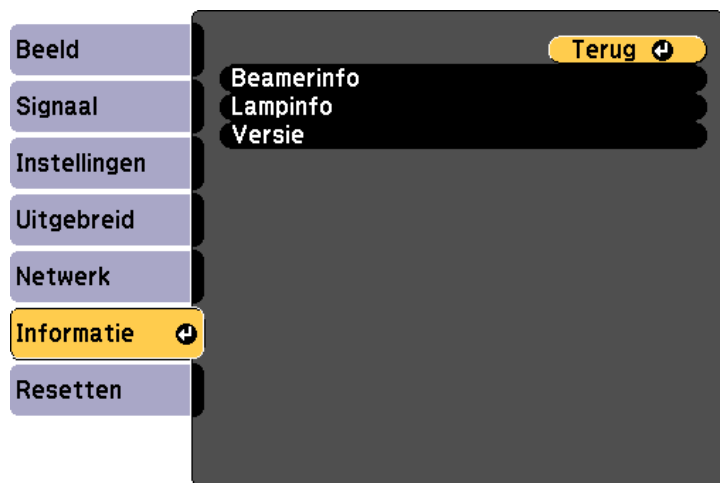 Beeld
Signaal
Instellingen
Uitgebreid
Netwerk
Informatie
Resetten
Terug
Beamerinfo
Lampinfo
Versie